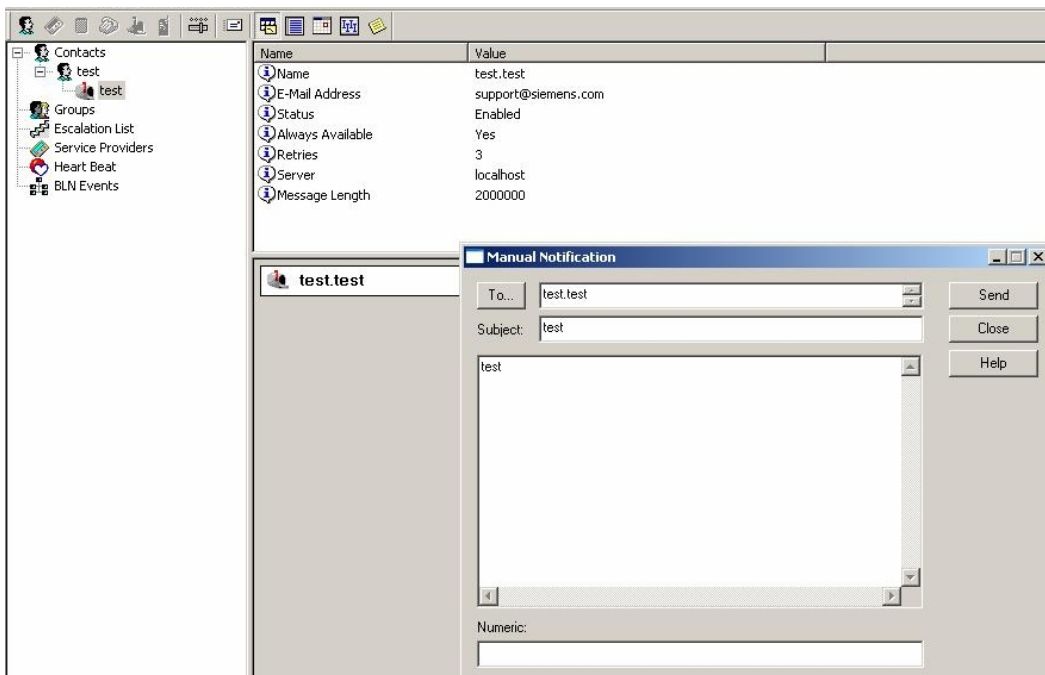 Contacts
test
test
Groups
Escalation List
Service Providers
Heart Beat
BLN Events
Name Value
Name test.test
E-Mail Address support@siemens.com
Status Enabled
Always Available Yes
Retries 3
Server localhost
Message Length 2000000
test.test
Manual Notification
To... test.test Send
Subject: test Close
test Help
Numeric: